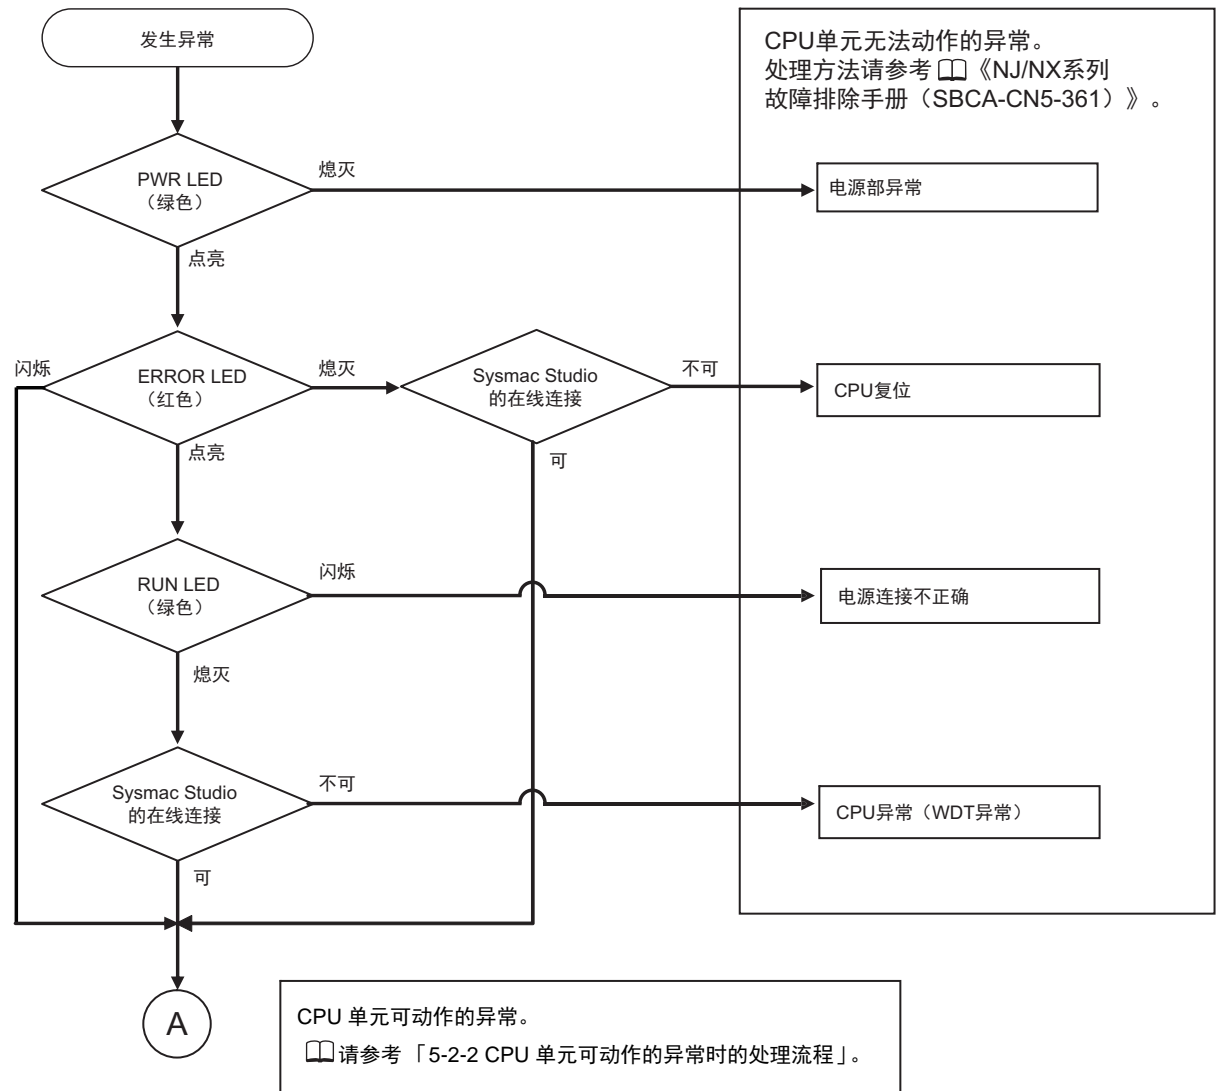 发生异常
CPU单元无法动作的异常。
处理方法请参考 《NJ/NX系列
故障排除手册（SBCA-CN5-361）》。
PWR LED
（绿色）
熄灭
电源部异常
点亮
闪烁
ERROR LED
（红色）
熄灭
Sysmac Studio
的在线连接
不可
CPU复位
点亮
可
RUN LED
（绿色）
闪烁
电源连接不正确
熄灭
Sysmac Studio
的在线连接
不可
CPU异常（WDT异常）
可
A
CPU 单元可动作的异常。
请参考「5-2-2 CPU 单元可动作的异常时的处理流程」。